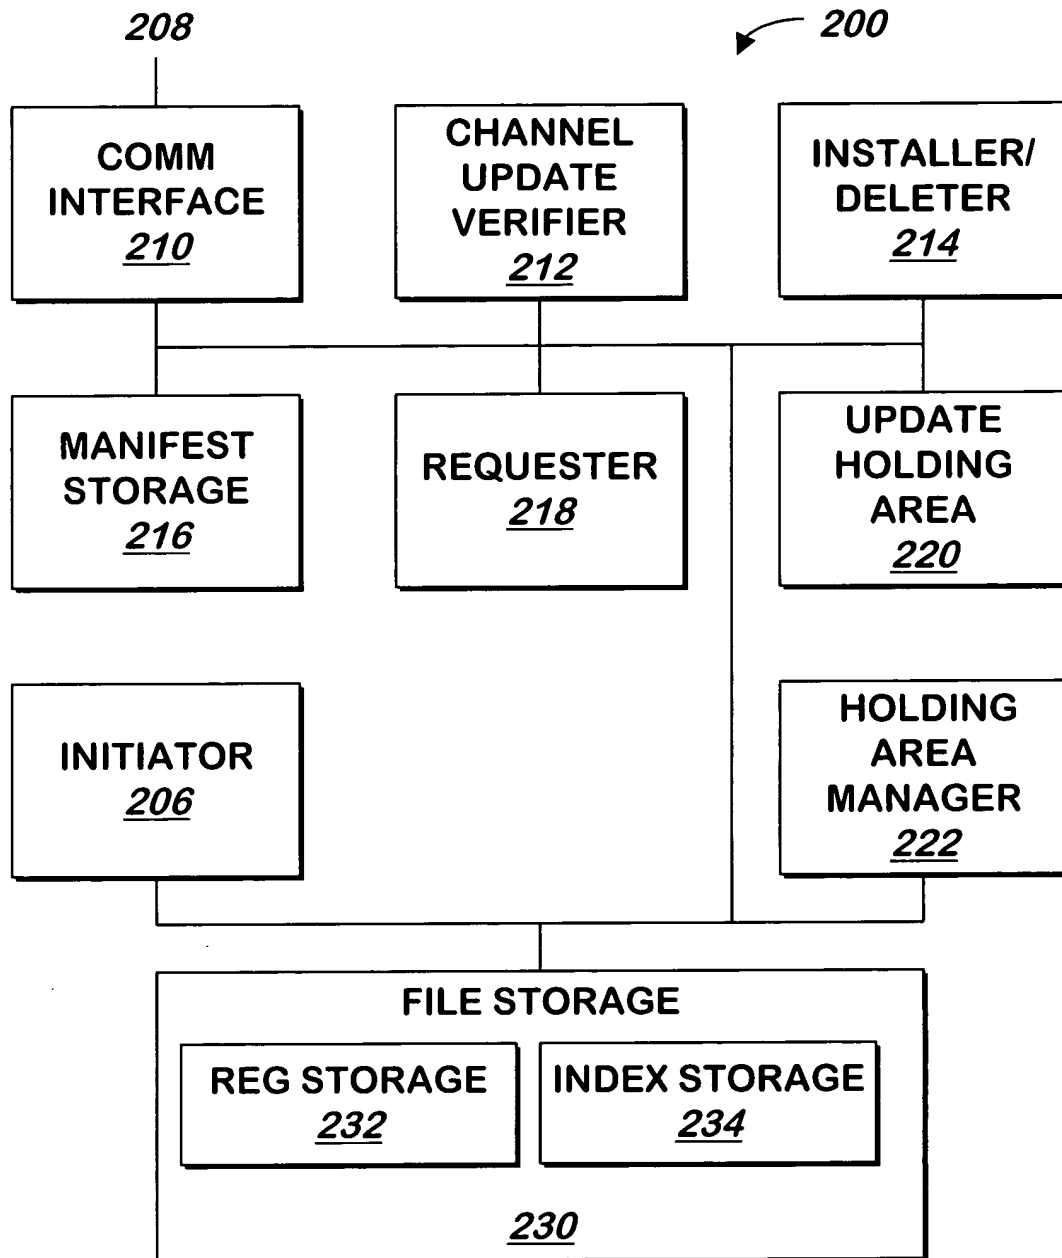 208
200
COMM
INTERFACE
210
CHANNEL
UPDATE
VERIFIER
212
INSTALLER/
DELETER
214
MANIFEST
STORAGE
216
REQUESTER
218
UPDATE
HOLDING
AREA
220
INITIATOR
206
HOLDING
AREA
MANAGER
222
FILE STORAGE
REG STORAGE
232
INDEX STORAGE
234
230